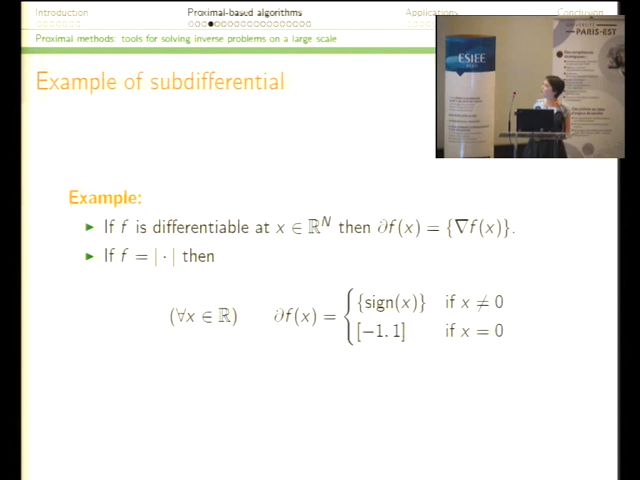 Introduction Proximal-based algorithms Applications Conclusion
Proximal methods: tools for solving inverse problems on a large scale
Example of subdifferential
ESIEE
PARIS-EST
Example:
► If f is differentiable at x ∈ ℝᴺ then ∂f(x) = {∇f(x)}.
► If f = | · | then
(∀x ∈ ℝ) ∂f(x) = { {sign(x)} if x ≠ 0
[−1, 1] if x = 0